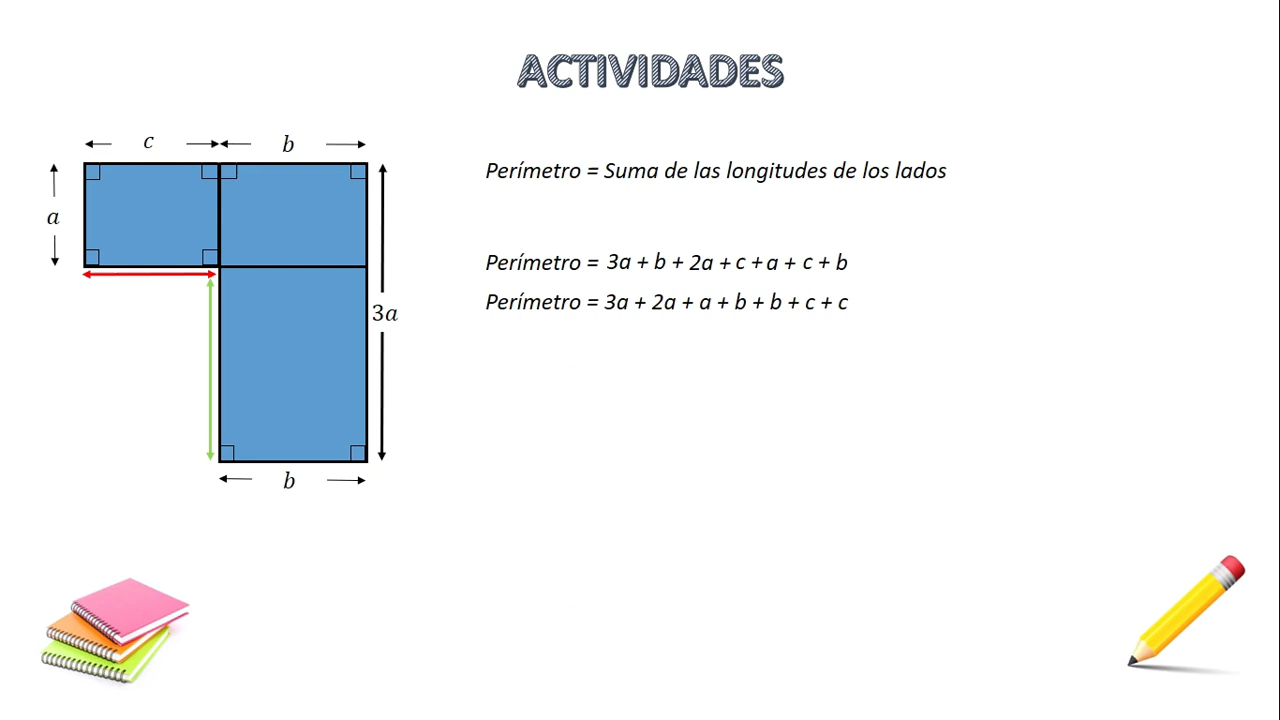 ACTIVIDADES
c
b
a
3a
b
Perímetro = Suma de las longitudes de los lados
Perímetro = 3a + b + 2a + c + a + c + b
Perímetro = 3a + 2a + a + b + b + c + c